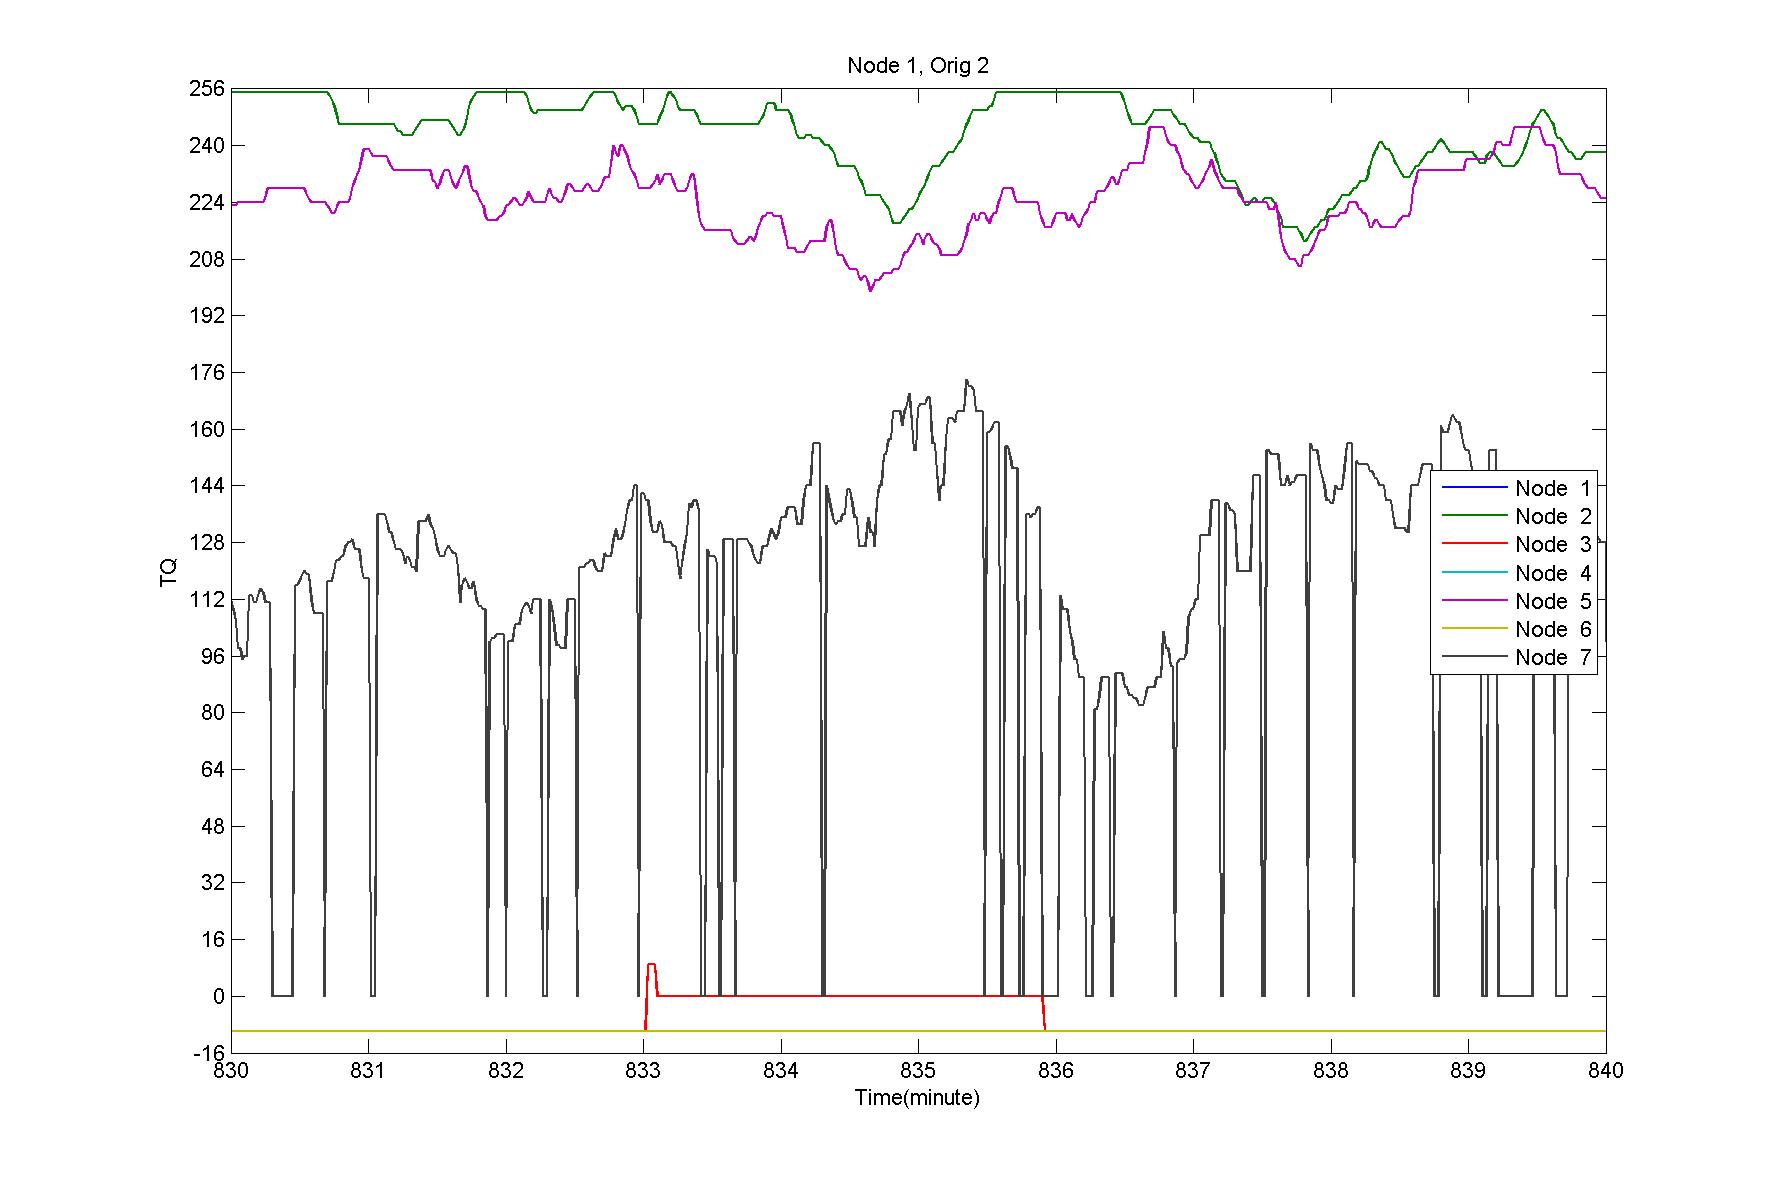 Node 1, Orig 2
256
240
224
208
192
176
160
144
128
112
96
80
64
48
32
16
0
-16
TQ
Node 1
Node 2
Node 3
Node 4
Node 5
Node 6
Node 7
830 831 832 833 834 835 836 837 838 839 840
Time(minute)